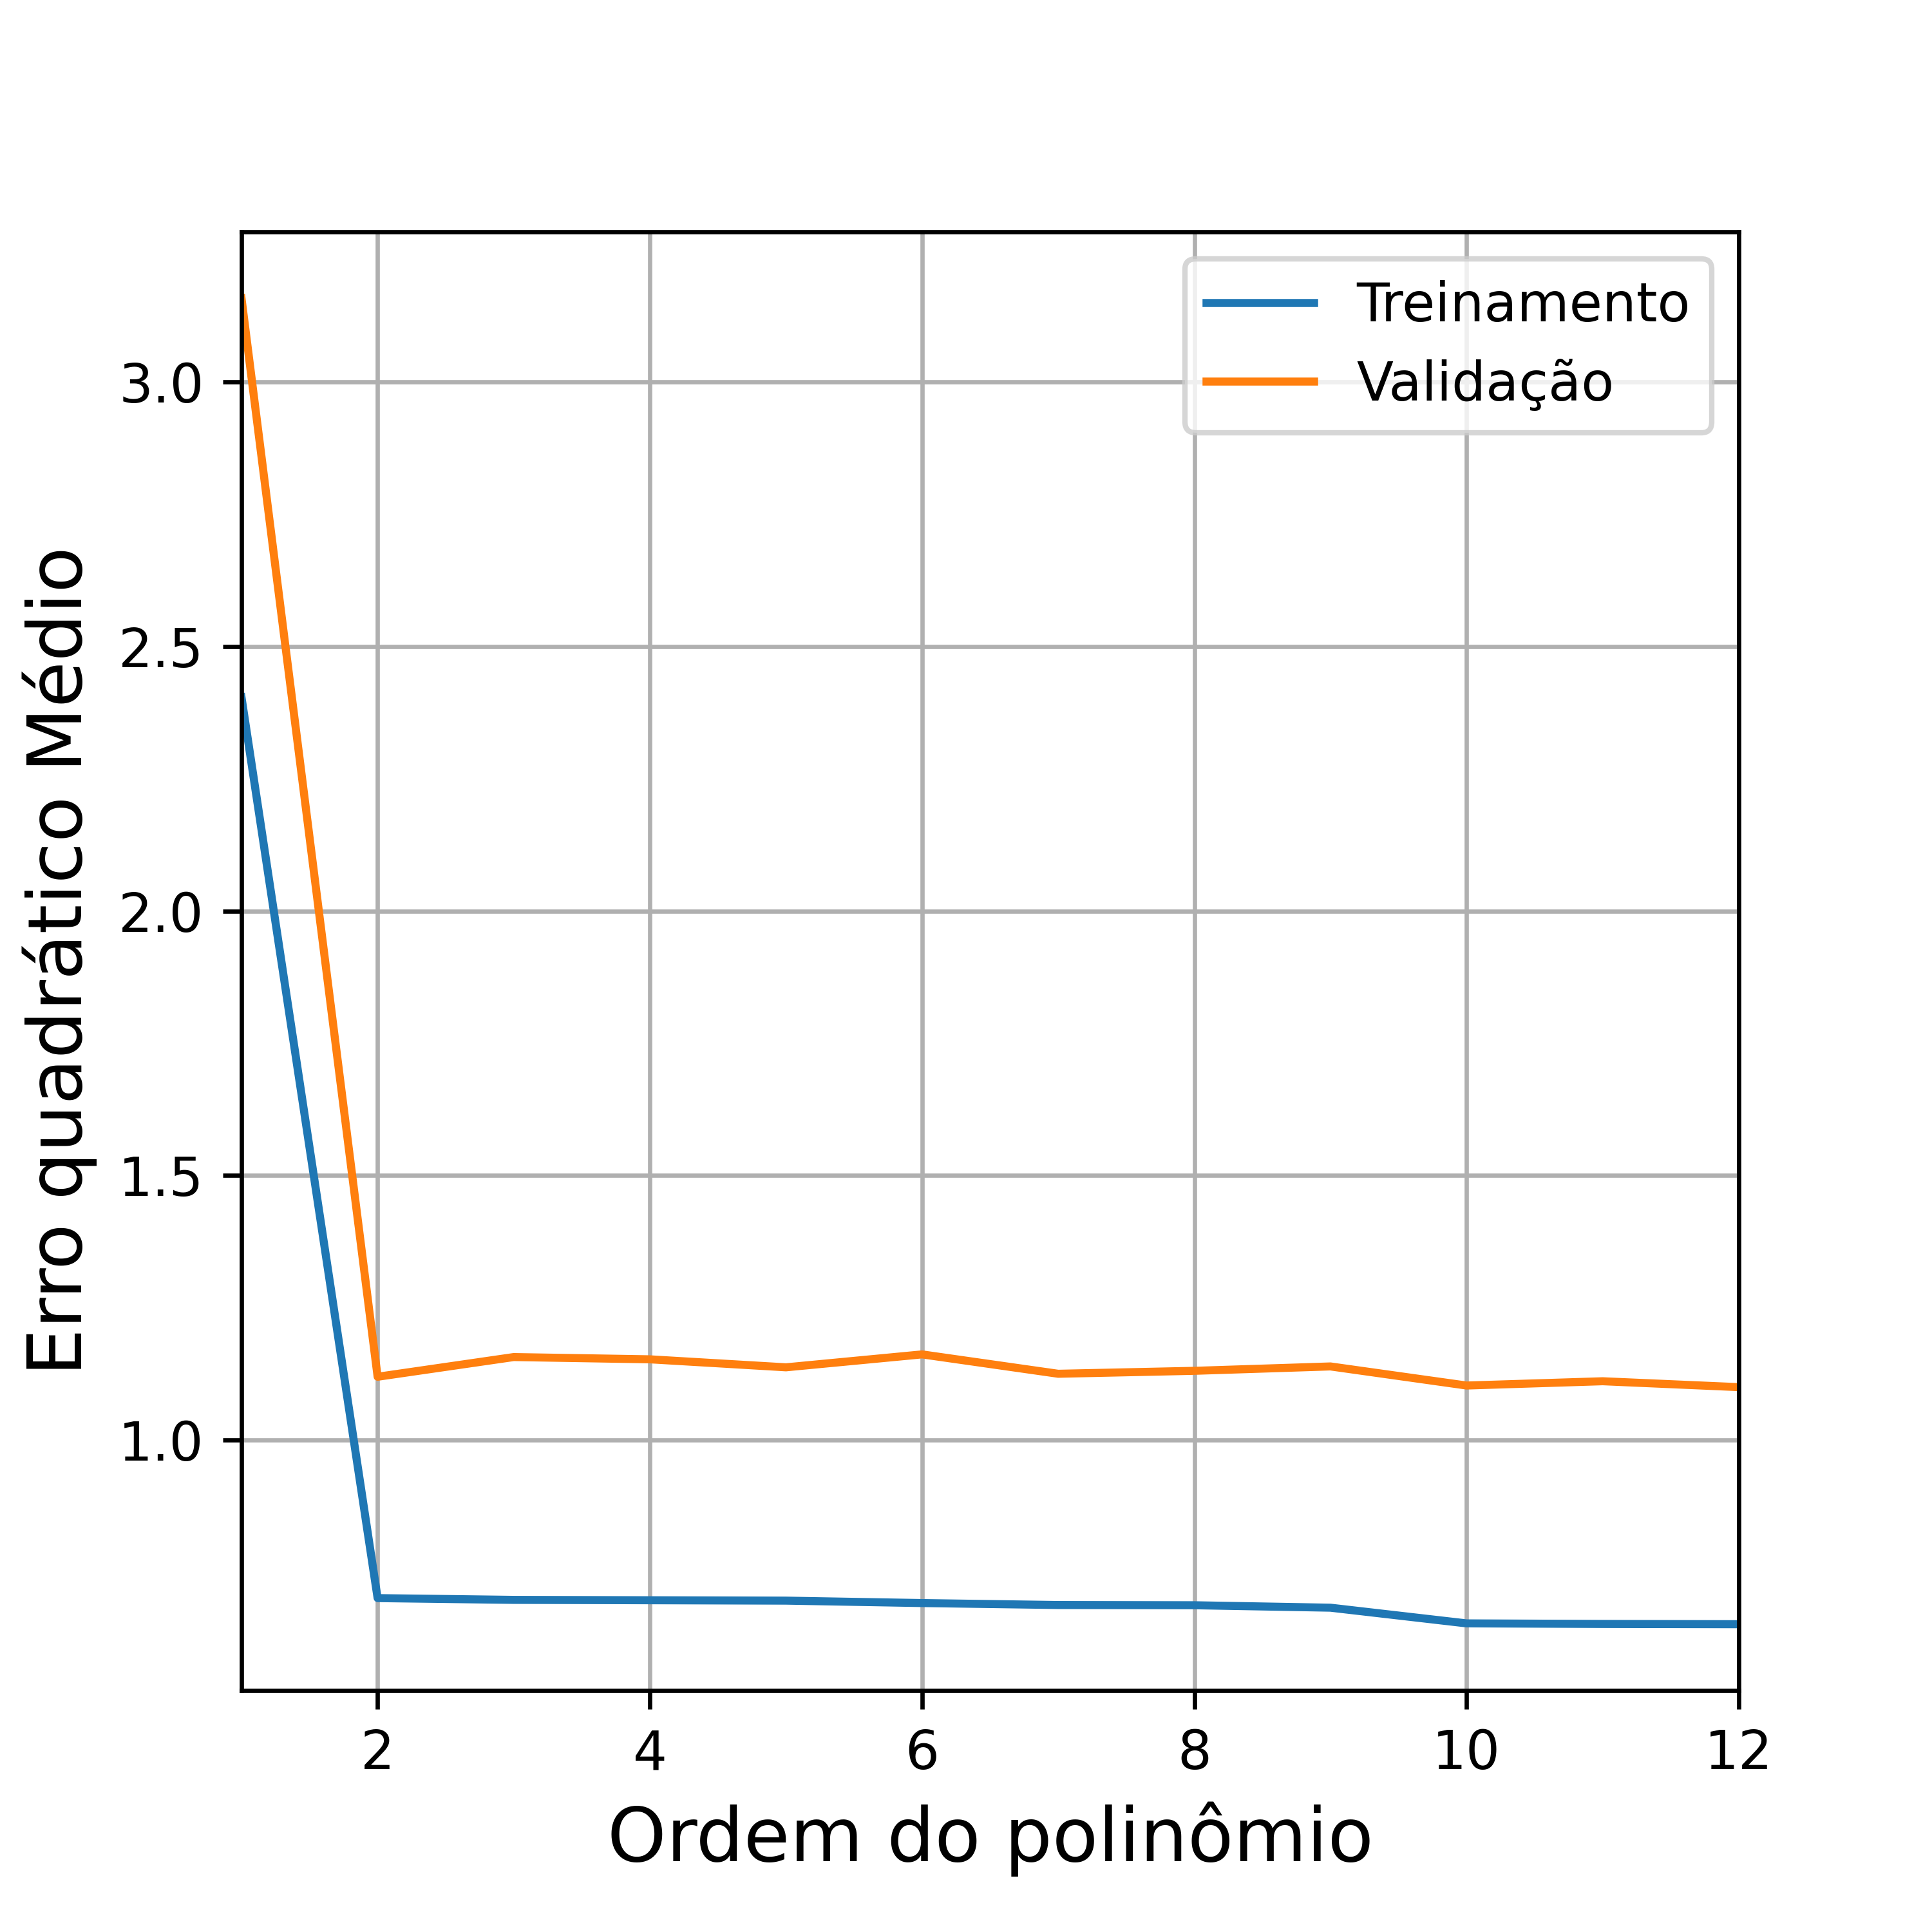 Treinamento
Validação
3.0
2.5
2.0
1.5
1.0
Erro quadrático Médio
2 4 6 8 10 12
Ordem do polinômio